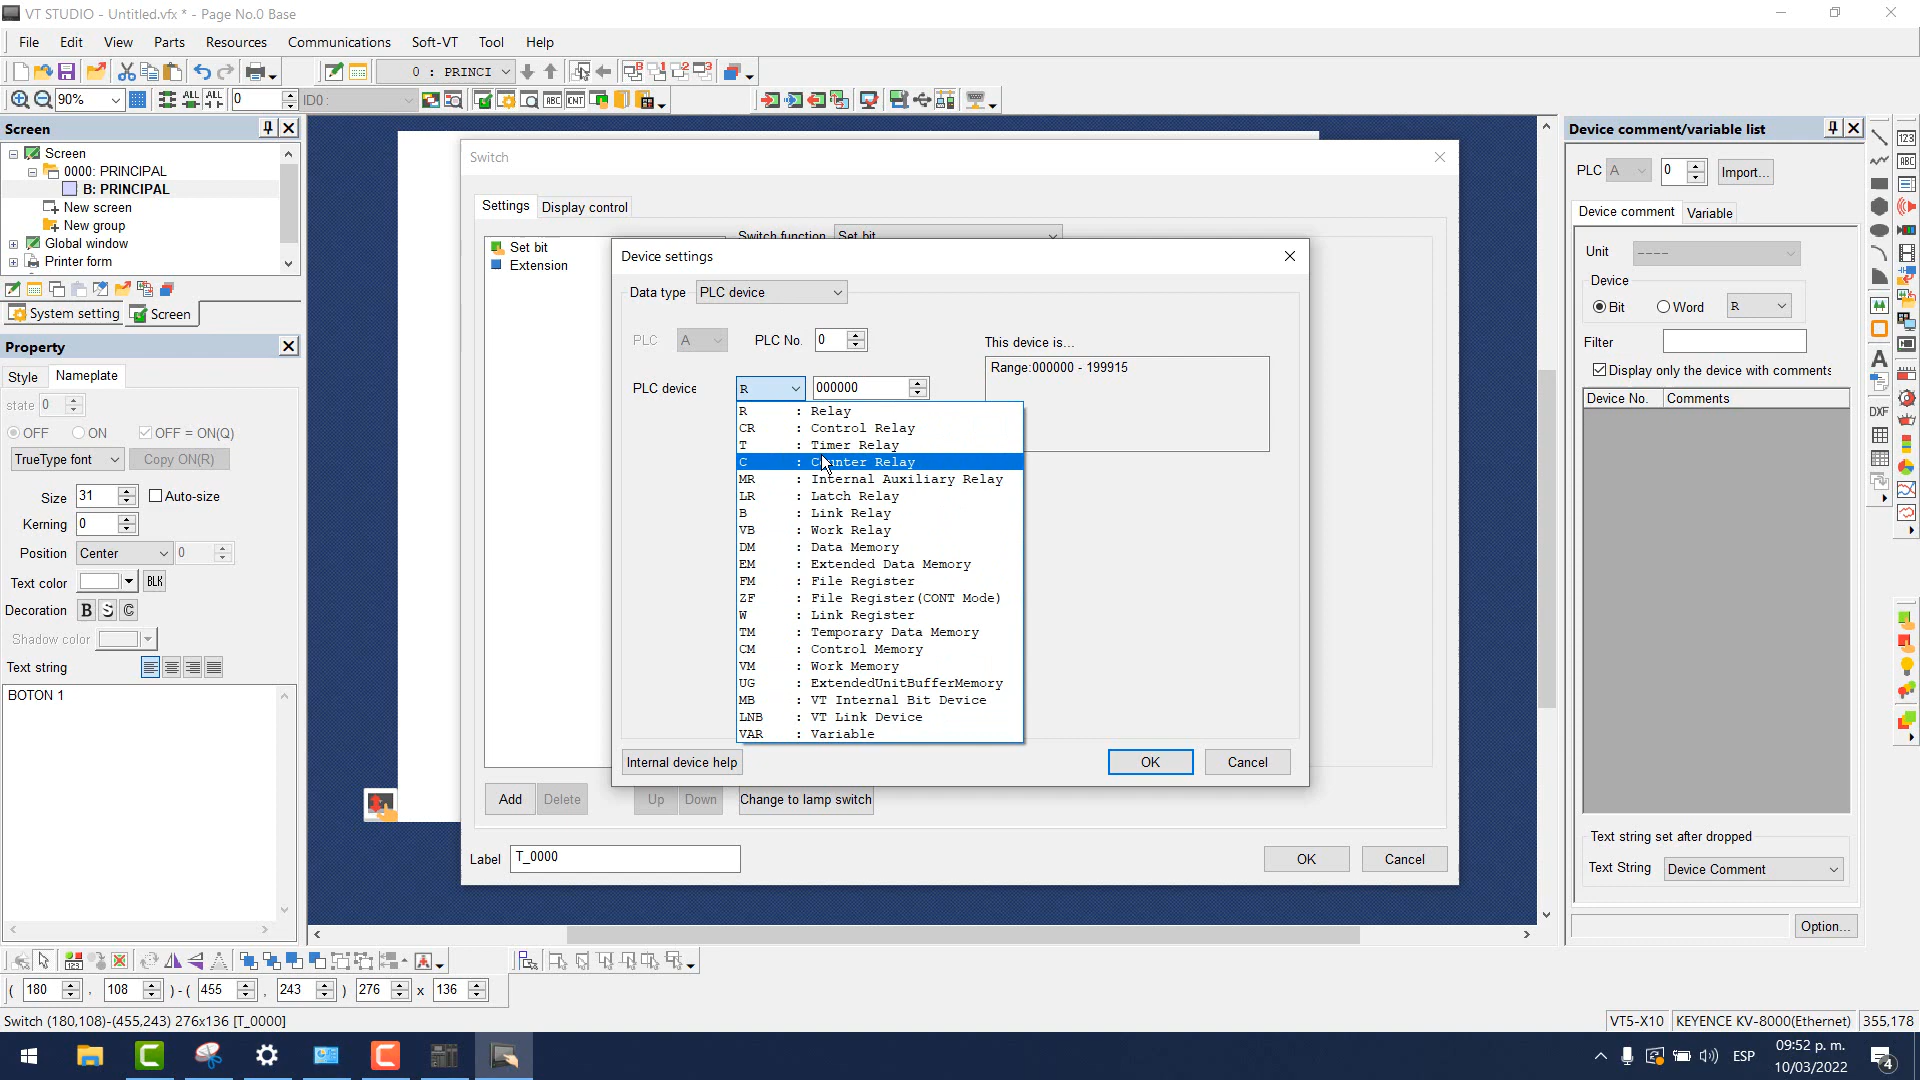 VT STUDIO - Untitled.vfx * - Page No.0 Base
File Edit View Parts Resources Communications Soft-VT Tool Help
0 : PRINCI
90% ALL ALL 0 ID0: ABC CNT
Screen
Screen
0000: PRINCIPAL
B: PRINCIPAL
New screen
New group
Global window
Printer form
System setting Screen
Property
Style Nameplate
state 0
OFF ON OFF = ON(Q)
TrueType font Copy ON(R)
Size 31 Auto-size
Kerning 0
Position Center 0
Text color BLK
Decoration B S C
Shadow color
Text string
BOTON 1
Switch
Settings Display control
Set bit
Extension
Switch function Set bit
Device settings
Data type PLC device
PLC A PLC No. 0
This device is...
Range:000000 - 199915
PLC device R 000000
R : Relay
CR : Control Relay
T : Timer Relay
C : Counter Relay
MR : Internal Auxiliary Relay
LR : Latch Relay
B : Link Relay
VB : Work Relay
DM : Data Memory
EM : Extended Data Memory
FM : File Register
ZF : File Register(CONT Mode)
W : Link Register
TM : Temporary Data Memory
CM : Control Memory
VM : Work Memory
UG : ExtendedUnitBufferMemory
MB : VT Internal Bit Device
LNB : VT Link Device
VAR : Variable
Internal device help OK Cancel
Add Delete Up Down Change to lamp switch
Label T_0000 OK Cancel
Device comment/variable list
PLC A 0 Import...
Device comment Variable
Unit ----
Device
Bit Word R
Filter
Display only the device with comments
Device No. Comments
Text string set after dropped
Text String Device Comment
Option...
123
ABC
A
DXF
( 180 , 108 ) - ( 455 , 243 ) 276 x 136
Switch (180,108)-(455,243) 276x136 [T_0000]
VT5-X10 KEYENCE KV-8000(Ethernet) 355,178
ESP
09:52 p. m.
10/03/2022
4